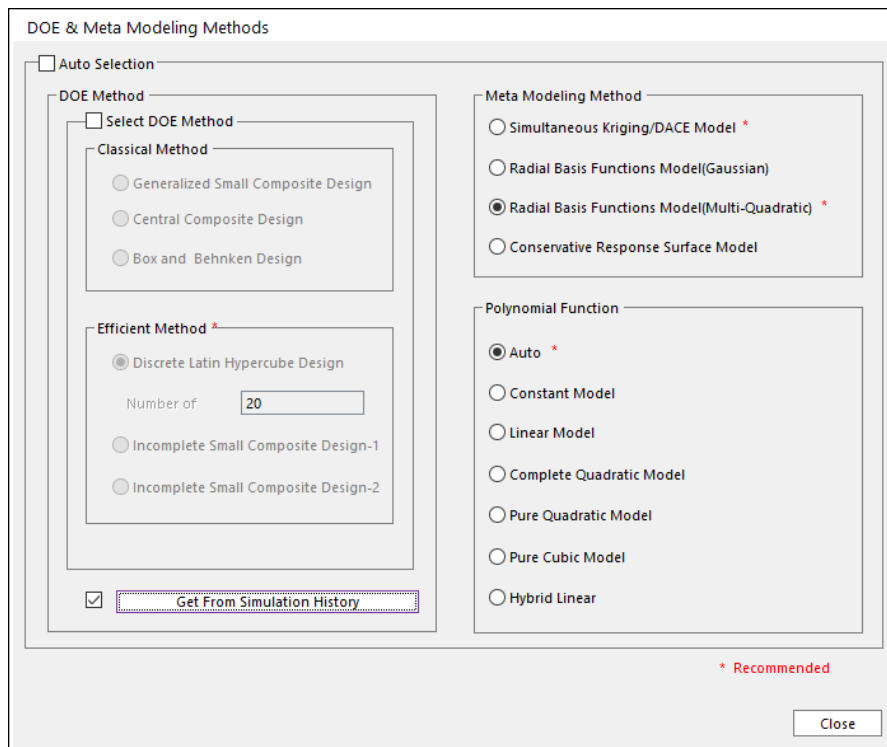 DOE & Meta Modeling Methods
Auto Selection
DOE Method
Select DOE Method
Classical Method
Generalized Small Composite Design
Central Composite Design
Box and Behnken Design
Efficient Method *
Discrete Latin Hypercube Design
Number of 20
Incomplete Small Composite Design-1
Incomplete Small Composite Design-2
Get From Simulation History
Meta Modeling Method
Simultaneous Kriging/DACE Model *
Radial Basis Functions Model(Gaussian)
Radial Basis Functions Model(Multi-Quadratic) *
Conservative Response Surface Model
Polynomial Function
Auto *
Constant Model
Linear Model
Complete Quadratic Model
Pure Quadratic Model
Pure Cubic Model
Hybrid Linear
* Recommended
Close